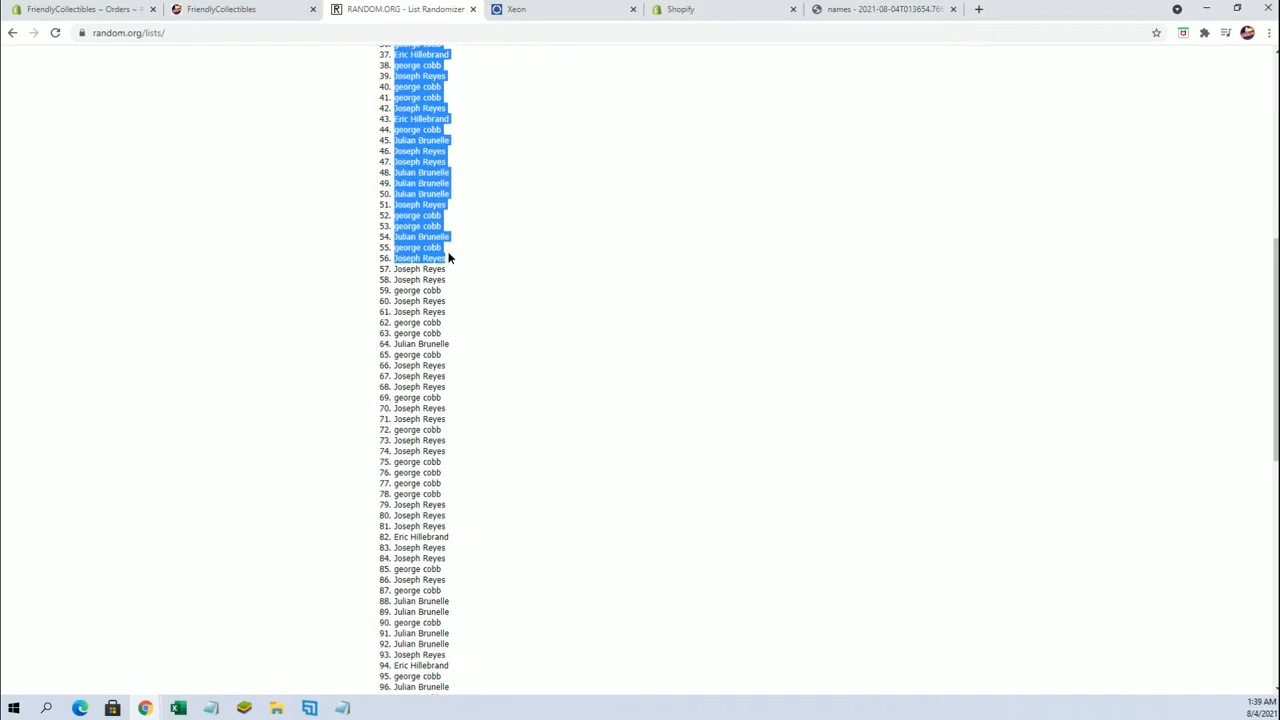 FriendlyCollectibles ~ Orders ~
FriendlyCollectibles
RANDOM.ORG - List Randomizer
Xeon
Shopify
names - 2021-08-04T013654.76
random.org/lists/
36. george cobb
37. Eric Hillebrand
38. george cobb
39. Joseph Reyes
40. george cobb
41. george cobb
42. Joseph Reyes
43. Eric Hillebrand
44. george cobb
45. Julian Brunelle
46. Joseph Reyes
47. Joseph Reyes
48. Julian Brunelle
49. Julian Brunelle
50. Julian Brunelle
51. Joseph Reyes
52. george cobb
53. george cobb
54. Julian Brunelle
55. george cobb
56. Joseph Reyes
57. Joseph Reyes
58. Joseph Reyes
59. george cobb
60. Joseph Reyes
61. Joseph Reyes
62. george cobb
63. george cobb
64. Julian Brunelle
65. george cobb
66. Joseph Reyes
67. Joseph Reyes
68. Joseph Reyes
69. george cobb
70. Joseph Reyes
71. Joseph Reyes
72. george cobb
73. Joseph Reyes
74. Joseph Reyes
75. george cobb
76. george cobb
77. george cobb
78. george cobb
79. Joseph Reyes
80. Joseph Reyes
81. Joseph Reyes
82. Eric Hillebrand
83. Joseph Reyes
84. Joseph Reyes
85. george cobb
86. Joseph Reyes
87. george cobb
88. Julian Brunelle
89. Julian Brunelle
90. george cobb
91. Julian Brunelle
92. Julian Brunelle
93. Joseph Reyes
94. Eric Hillebrand
95. george cobb
96. Julian Brunelle
1:39 AM
8/4/2021